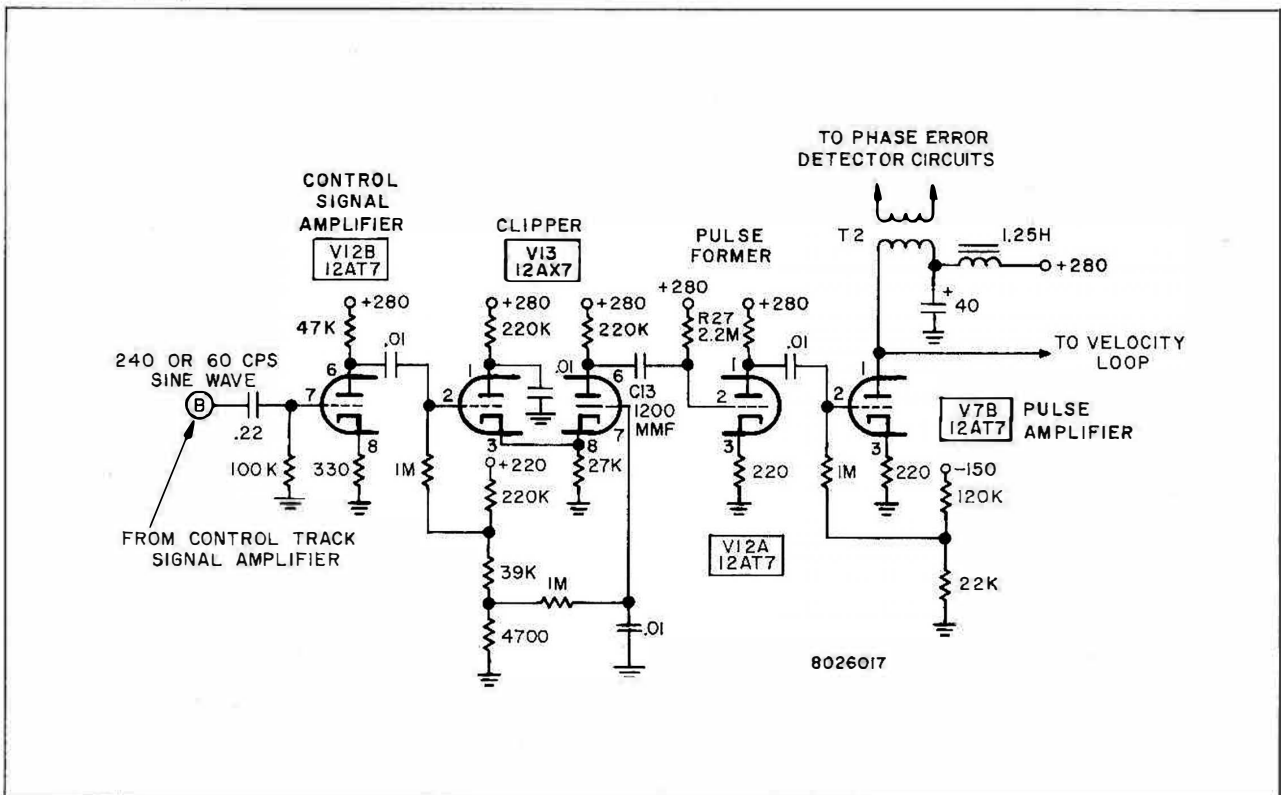 TO PHASE ERROR
DETECTOR CIRCUITS
CONTROL
SIGNAL
AMPLIFIER
V12B
12AT7
CLIPPER
V13
12AX7
PULSE
FORMER
T2
1.25H
+280
+
40
+280
47K
.01
+280
220K
+280
220K
+280
R27
2.2M
+280
.01
TO VELOCITY
LOOP
240 OR 60 CPS
SINE WAVE
B
.22
100K
7
6
8
330
2
1
3
1M
.01
6
7
8
C13
1200
MMF
27K
+220
220K
1
2
3
220
V12A
12AT7
1
2
3
1M
220
V7B
12AT7
PULSE
AMPLIFIER
-150
120K
22K
FROM CONTROL TRACK
SIGNAL AMPLIFIER
39K
1M
4700
.01
8026017